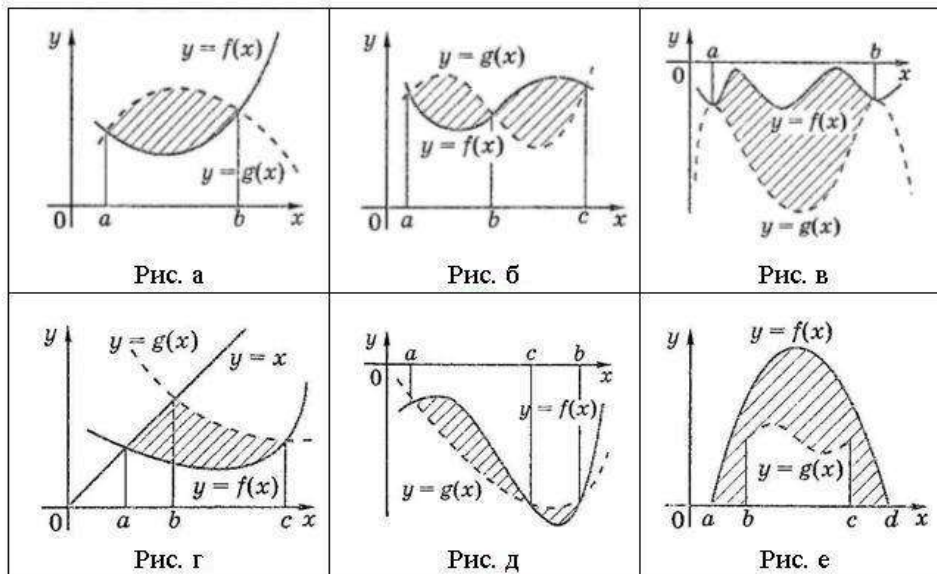 y
y = f(x)
y = g(x)
0
a
b
x
Рис. а
y
y = g(x)
y = f(x)
0
a
b
c
x
Рис. б
y
a
b
0
x
y = f(x)
y = g(x)
Рис. в
y
y = g(x)
y = x
y = f(x)
0
a
b
c
x
Рис. г
y
a
c
b
0
x
y = f(x)
y = g(x)
Рис. д
y
y = f(x)
y = g(x)
0
a
b
c
d
x
Рис. е